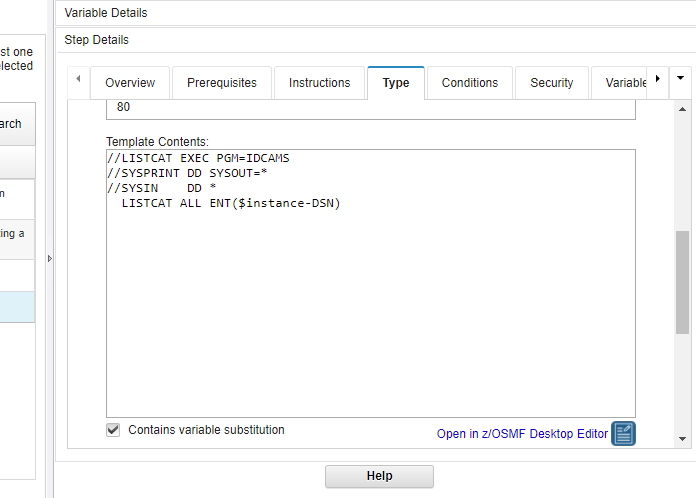 Variable Details
Step Details
st one
elected
Overview Prerequisites Instructions Type Conditions Security Variable
80
arch
Template Contents:
//LISTCAT EXEC PGM=IDCAMS
//SYSPRINT DD SYSOUT=*
//SYSIN    DD *
  LISTCAT ALL ENT($instance-DSN)
n
ing a
Contains variable substitution
Open in z/OSMF Desktop Editor
Help